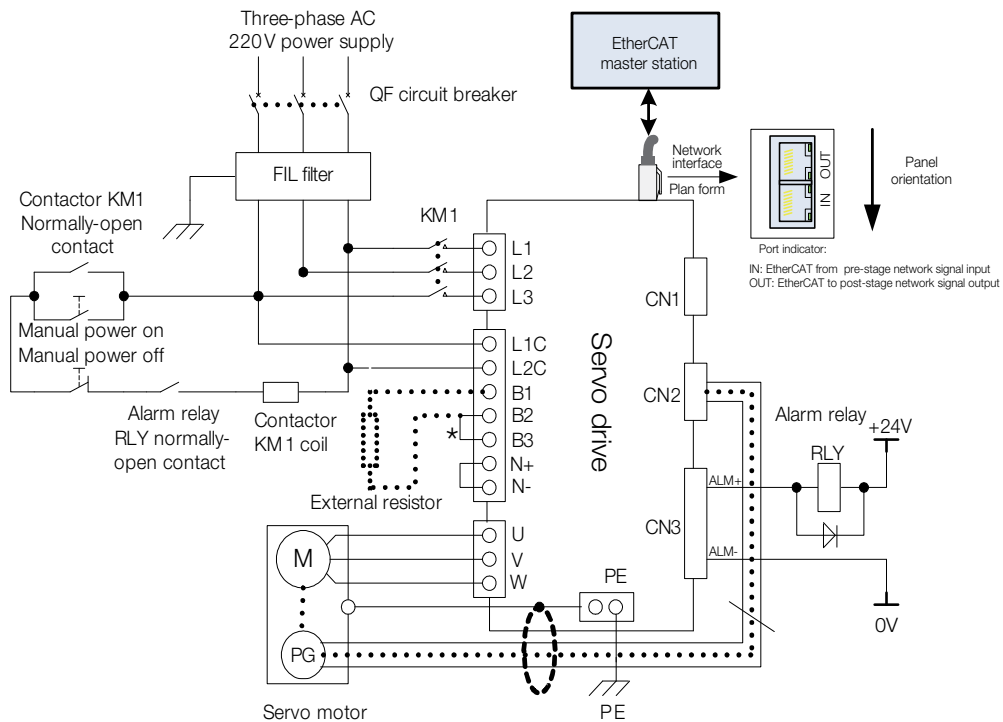 Three-phase AC
220V power supply
QF circuit breaker
FIL filter
EtherCAT
master station
Network
interface
Plan form
IN OUT
Panel
orientation
Port indicator:
IN: EtherCAT from pre-stage network signal input
OUT: EtherCAT to post-stage network signal output
Contactor KM1
Normally-open
contact
KM1
L1
L2
L3
Manual power on
Manual power off
L1C
L2C
B1
B2
*
B3
N+
N-
Alarm relay
RLY normally-
open contact
Contactor
KM1 coil
External resistor
Servo drive
CN1
CN2
CN3
Alarm relay
+24V
RLY
ALM+
ALM-
0V
U
V
W
M
PG
PE
PE
Servo motor